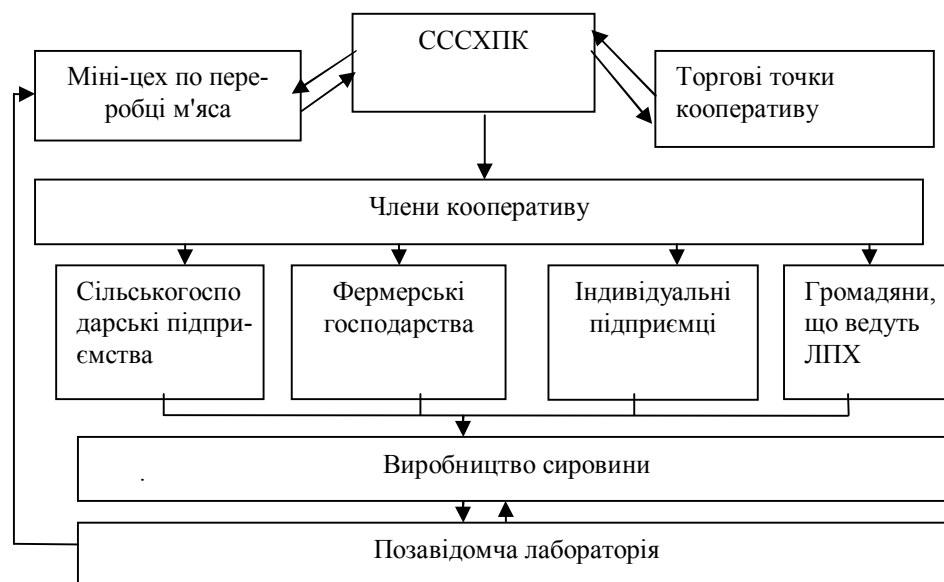 СССХПК
Міні-цех по пере-
робці м'яса
Торгові точки
кооперативу
Члени кооперативу
Сільськогоспо
дарські підпри-
ємства
Фермерські
господарства
Індивідуальні
підприємці
Громадяни,
що ведуть
ЛПХ
Виробництво сировини
.
Позавідомча лабораторія